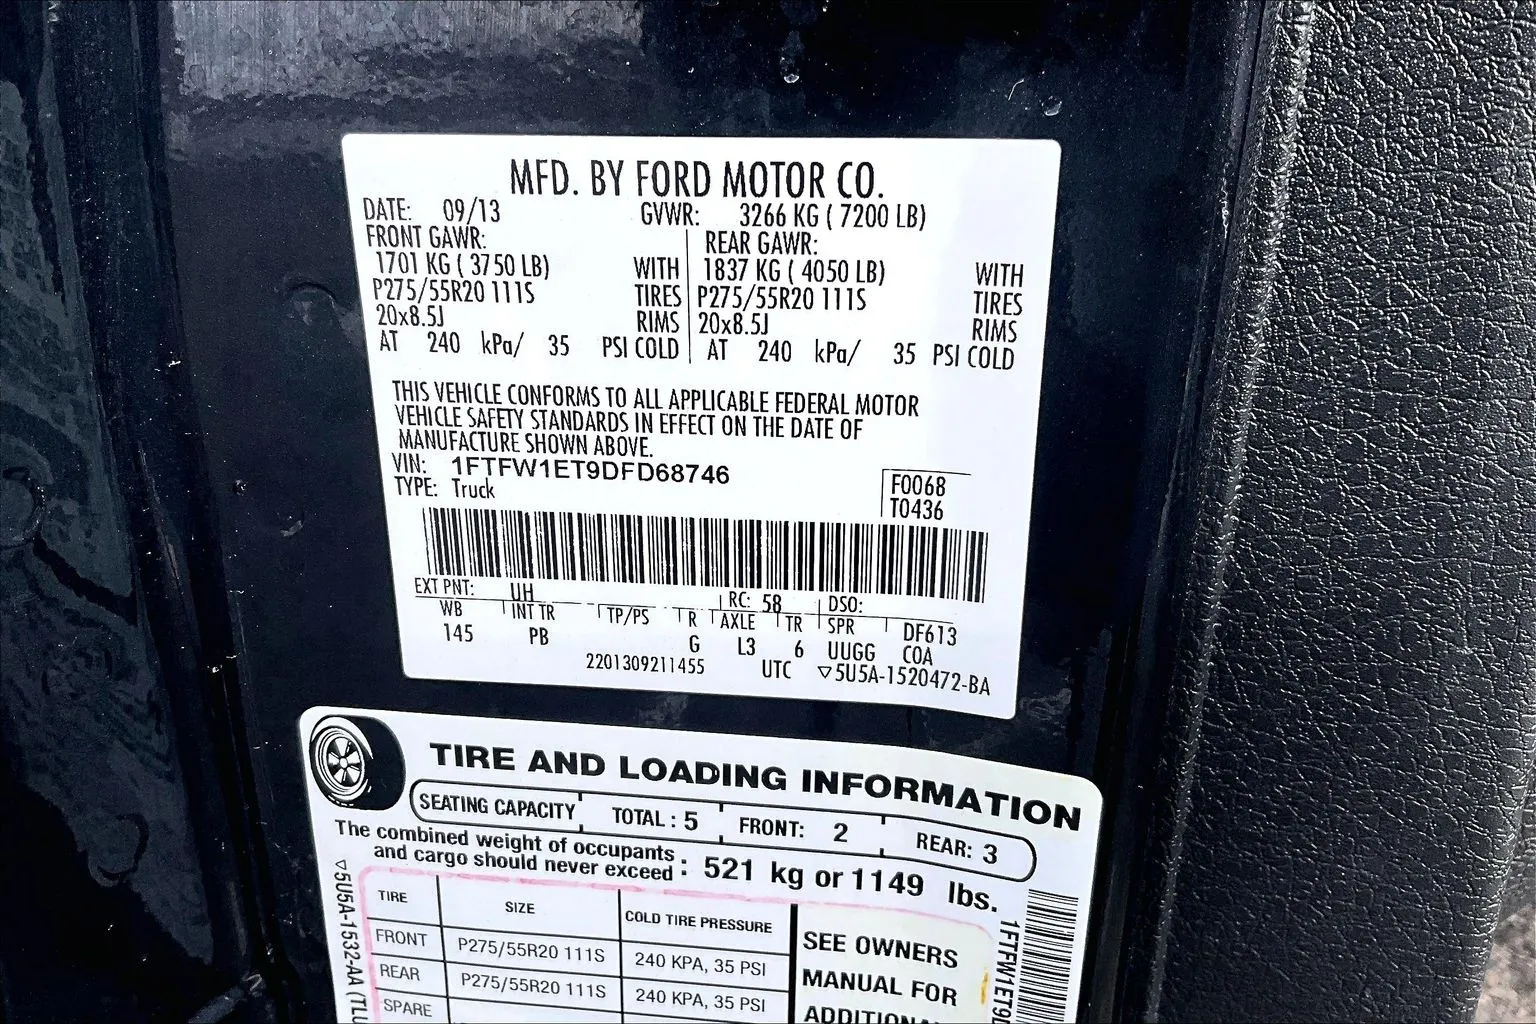 MFD. BY FORD MOTOR CO.
DATE: 09/13 GVWR: 3266 KG ( 7200 LB)
FRONT GAWR: REAR GAWR:
1701 KG ( 3750 LB) WITH 1837 KG ( 4050 LB) WITH
P275/55R20 111S TIRES P275/55R20 111S TIRES
20x8.5J RIMS 20x8.5J RIMS
AT 240 kPa/ 35 PSI COLD AT 240 kPa/ 35 PSI COLD
THIS VEHICLE CONFORMS TO ALL APPLICABLE FEDERAL MOTOR
VEHICLE SAFETY STANDARDS IN EFFECT ON THE DATE OF
MANUFACTURE SHOWN ABOVE.
VIN: 1FTFW1ET9DFD68746
TYPE: Truck
F0068
T0436
EXT PNT: UH RC: 58 DSO:
WB INT TR TP/PS R AXLE TR SPR DF613
145 PB G L3 6 UUGG COA
2201309211455 UTC ▽5U5A-1520472-BA
TIRE AND LOADING INFORMATION
SEATING CAPACITY TOTAL : 5 FRONT: 2 REAR: 3
The combined weight of occupants
and cargo should never exceed : 521 kg or 1149 lbs.
TIRE SIZE COLD TIRE PRESSURE
FRONT P275/55R20 111S 240 KPA, 35 PSI
REAR P275/55R20 111S 240 KPA, 35 PSI
SPARE
SEE OWNERS
MANUAL FOR
▽5U5A-1532-AA
1FTFW1ET9